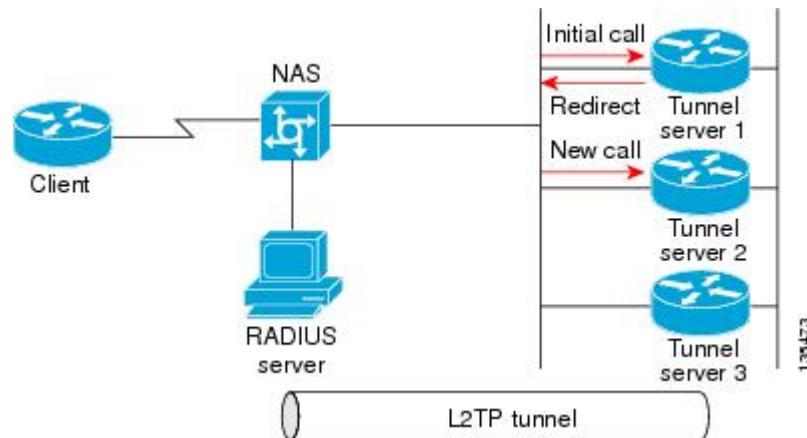 Initial call
NAS
Redirect
Tunnel
server 1
New call
Client
Tunnel
server 2
RADIUS
server
Tunnel
server 3
L2TP tunnel